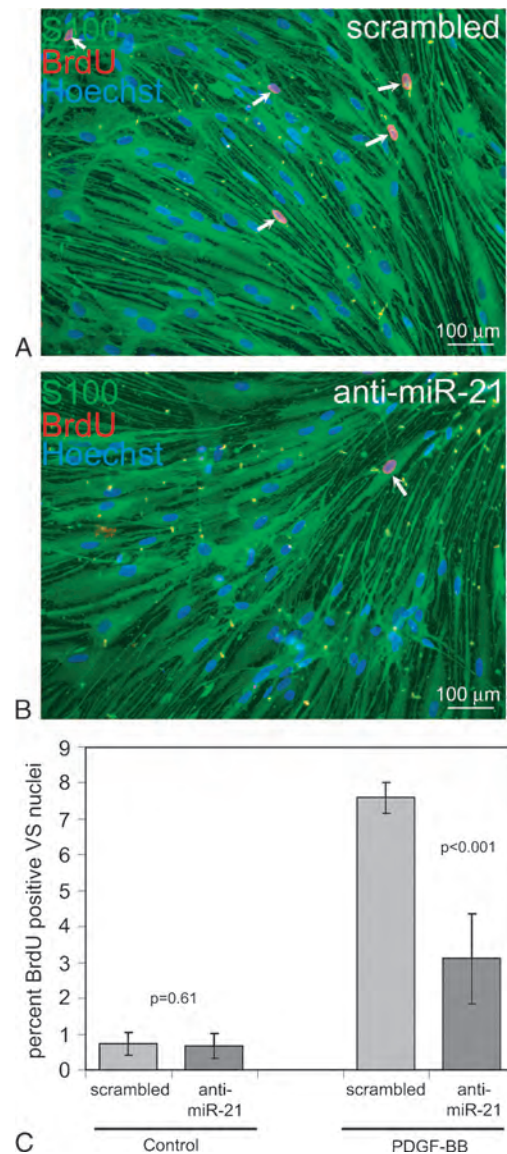 S100
scrambled
BrdU
Hoechst
100 μm
A
S100
anti-miR-21
BrdU
Hoechst
100 μm
B
percent BrdU positive VS nuclei
9
8
7
6
5
4
3
2
1
0
p=0.61
p<0.001
scrambled
anti-
miR-21
scrambled
anti-
miR-21
Control
PDGF-BB
C